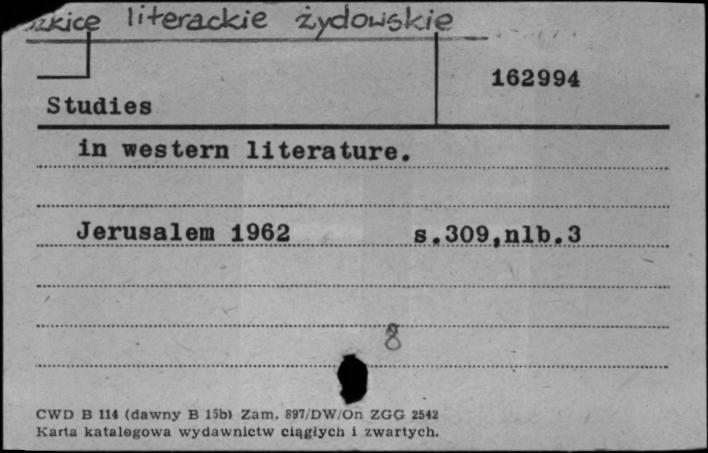 szkice literackie żydowskie
162994
Studies
in western literature.
Jerusalem 1962 s.309,nlb.3
8
CWD B 114 (dawny B 15b) Zam. 897/DW/On ZGG 2542
Karta katalogowa wydawnictw ciągłych i zwartych.